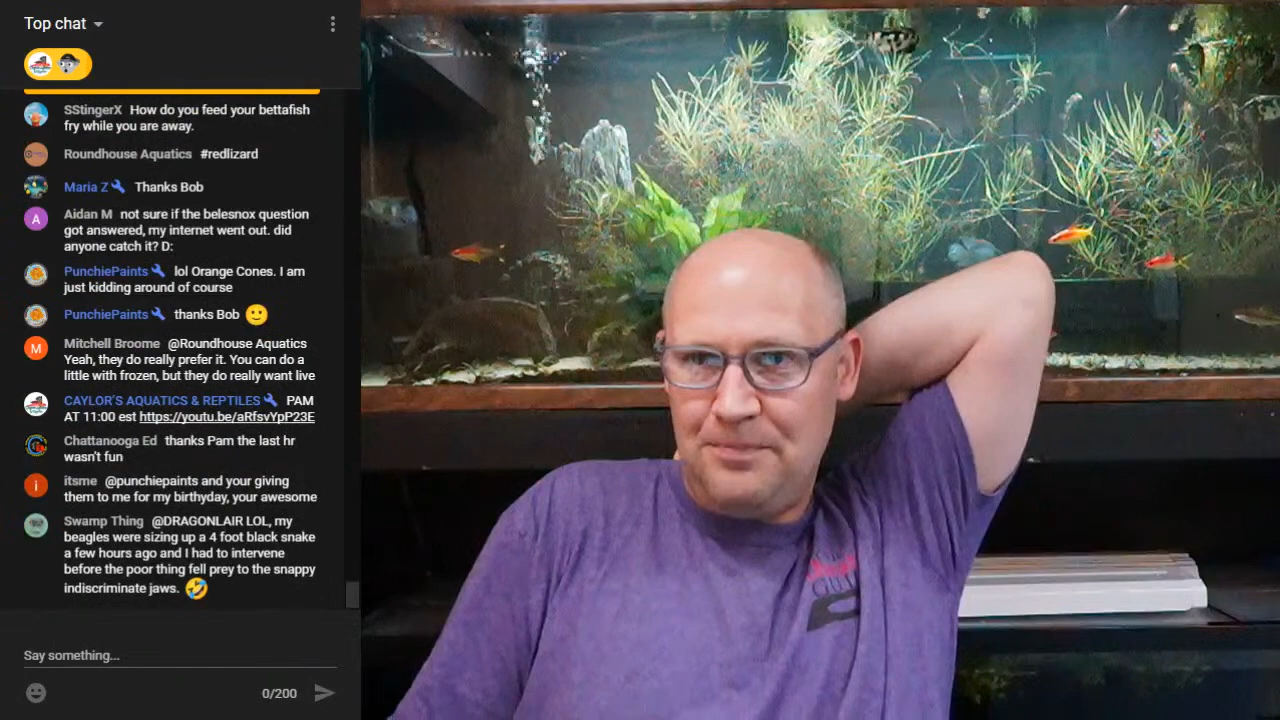 Top chat
SStingerX How do you feed your bettafish
fry while you are away.
Roundhouse Aquatics #redlizard
Maria Z Thanks Bob
A
Aidan M not sure if the belesnox question
got answered, my internet went out. did
anyone catch it? D:
PunchiePaints lol Orange Cones. I am
just kidding around of course
PunchiePaints thanks Bob 🙂
M
Mitchell Broome @Roundhouse Aquatics
Yeah, they do really prefer it. You can do a
little with frozen, but they do really want live
CAYLOR'S AQUATICS & REPTILES PAM
AT 11:00 est https://youtu.be/aRfsvYpP23E
Chattanooga Ed thanks Pam the last hr
wasn't fun
i
itsme @punchiepaints and your giving
them to me for my birthyday, your awesome
Swamp Thing @DRAGONLAIR LOL, my
beagles were sizing up a 4 foot black snake
a few hours ago and I had to intervene
before the poor thing fell prey to the snappy
indiscriminate jaws. 🤣
Say something...
0/200